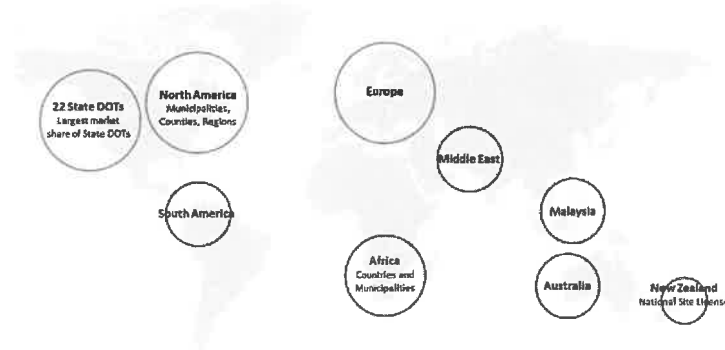 22 State DOTs
Largest market
share of State DOTs
North America
Municipalities,
Counties, Regions
Europe
Middle East
South America
Malaysia
Africa
Countries and
Municipalities
Australia
New Zealand
National Site License